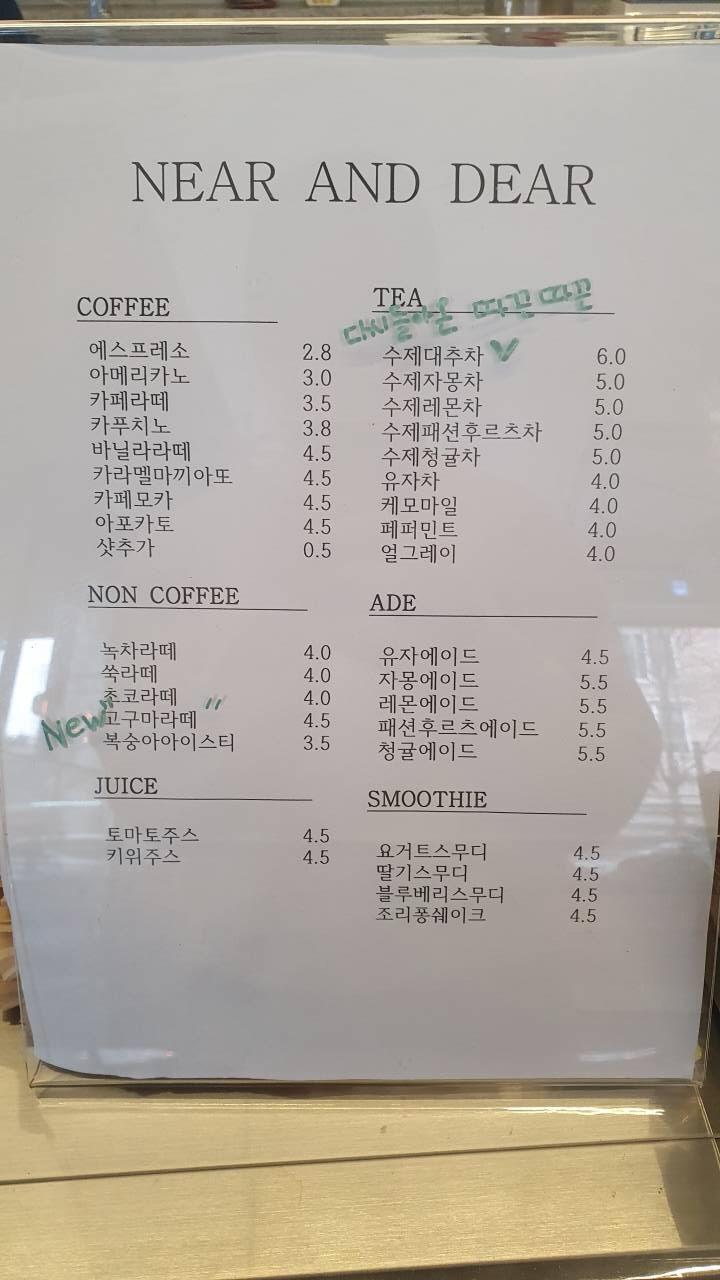 NEAR AND DEAR
COFFEE
에스프레소 2.8
아메리카노 3.0
카페라떼 3.5
카푸치노 3.8
바닐라라떼 4.5
카라멜마끼아또 4.5
카페모카 4.5
아포카토 4.5
샷추가 0.5
NON COFFEE
녹차라떼 4.0
쑥라떼 4.0
초코라떼 4.0
New " 고구마라떼 " 4.5
복숭아아이스티 3.5
JUICE
토마토주스 4.5
키위주스 4.5
TEA
다시돌아온 따끈따끈
수제대추차 V 6.0
수제자몽차 5.0
수제레몬차 5.0
수제패션후르츠차 5.0
수제청귤차 5.0
유자차 4.0
케모마일 4.0
페퍼민트 4.0
얼그레이 4.0
ADE
유자에이드 4.5
자몽에이드 5.5
레몬에이드 5.5
패션후르츠에이드 5.5
청귤에이드 5.5
SMOOTHIE
요거트스무디 4.5
딸기스무디 4.5
블루베리스무디 4.5
조리퐁쉐이크 4.5